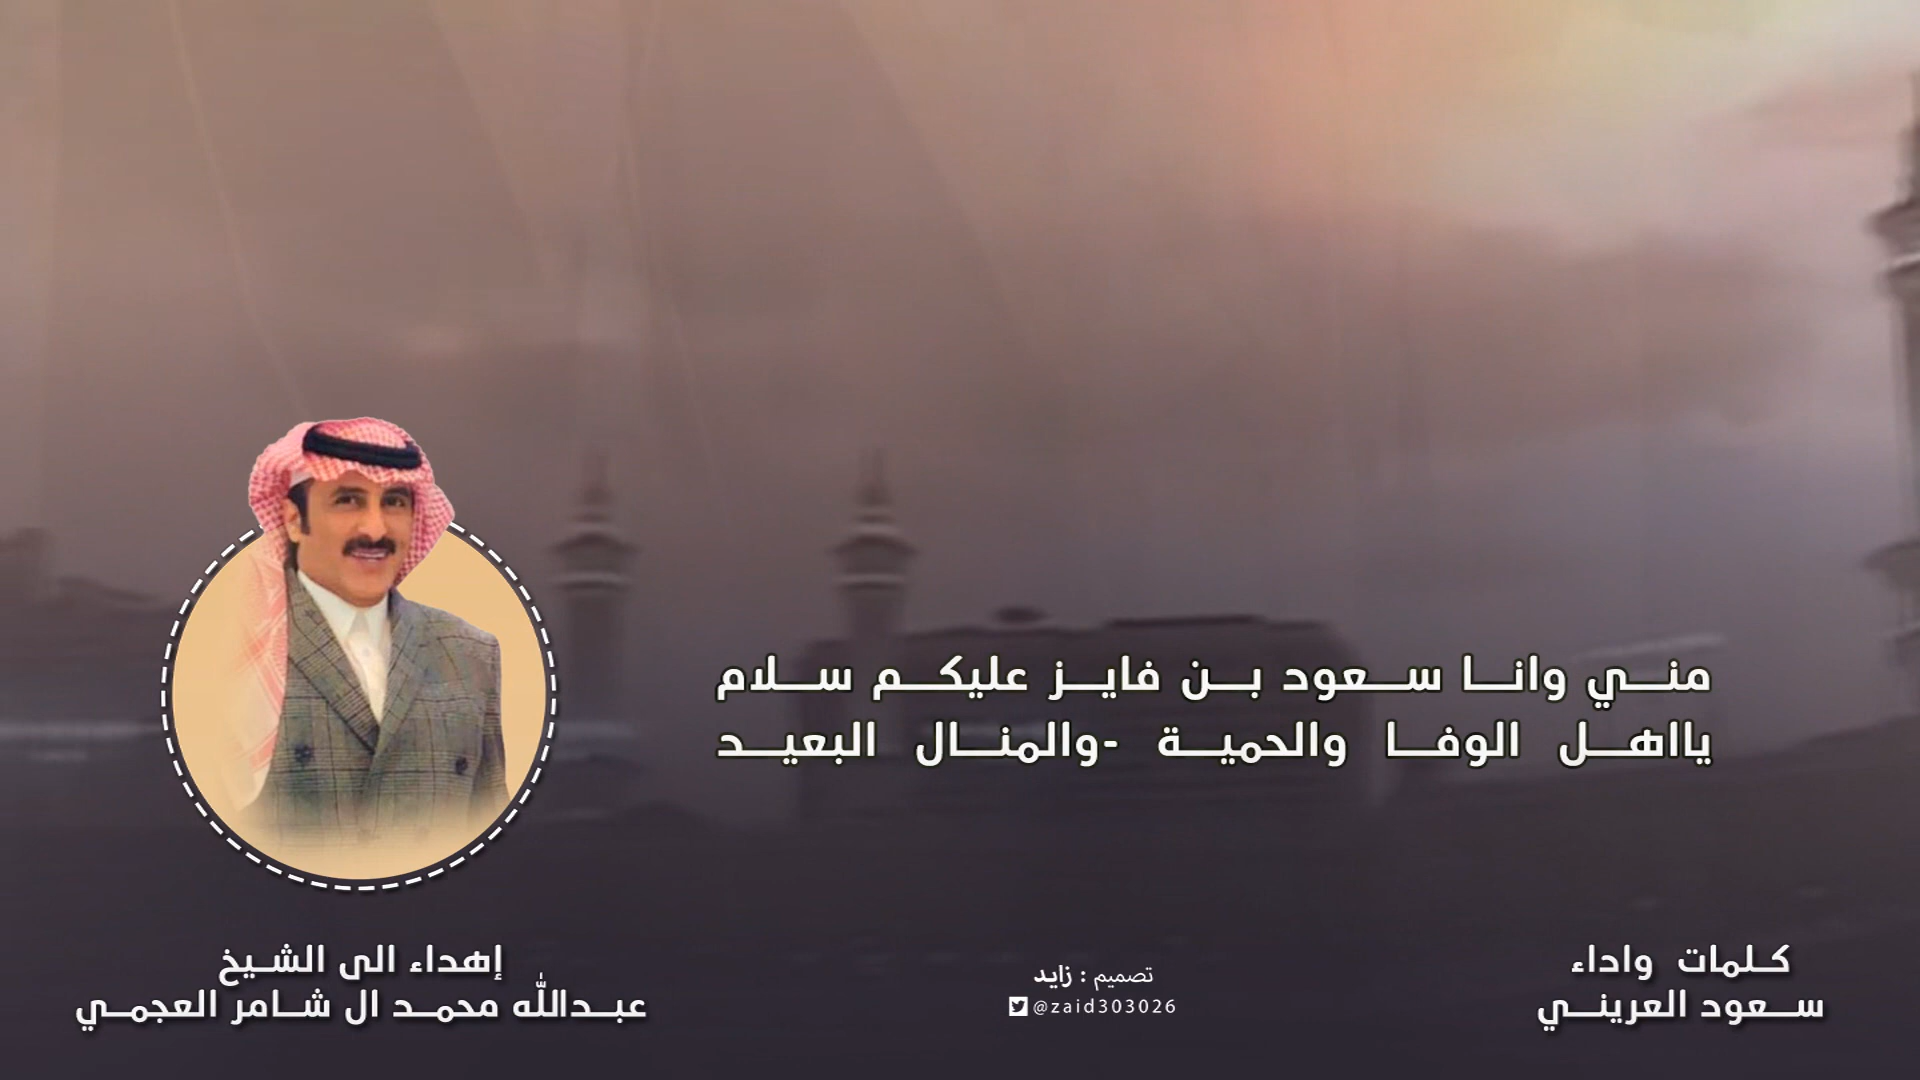 مني وانا سعود بن فايز عليكم سلام
يااهل الوفا والحمية -والمنال البعيد
كلمات واداء
سعود العريني
تصميم : زايد
@zaid303026
إهداء الى الشيخ
عبدالله محمد ال شامر العجمي